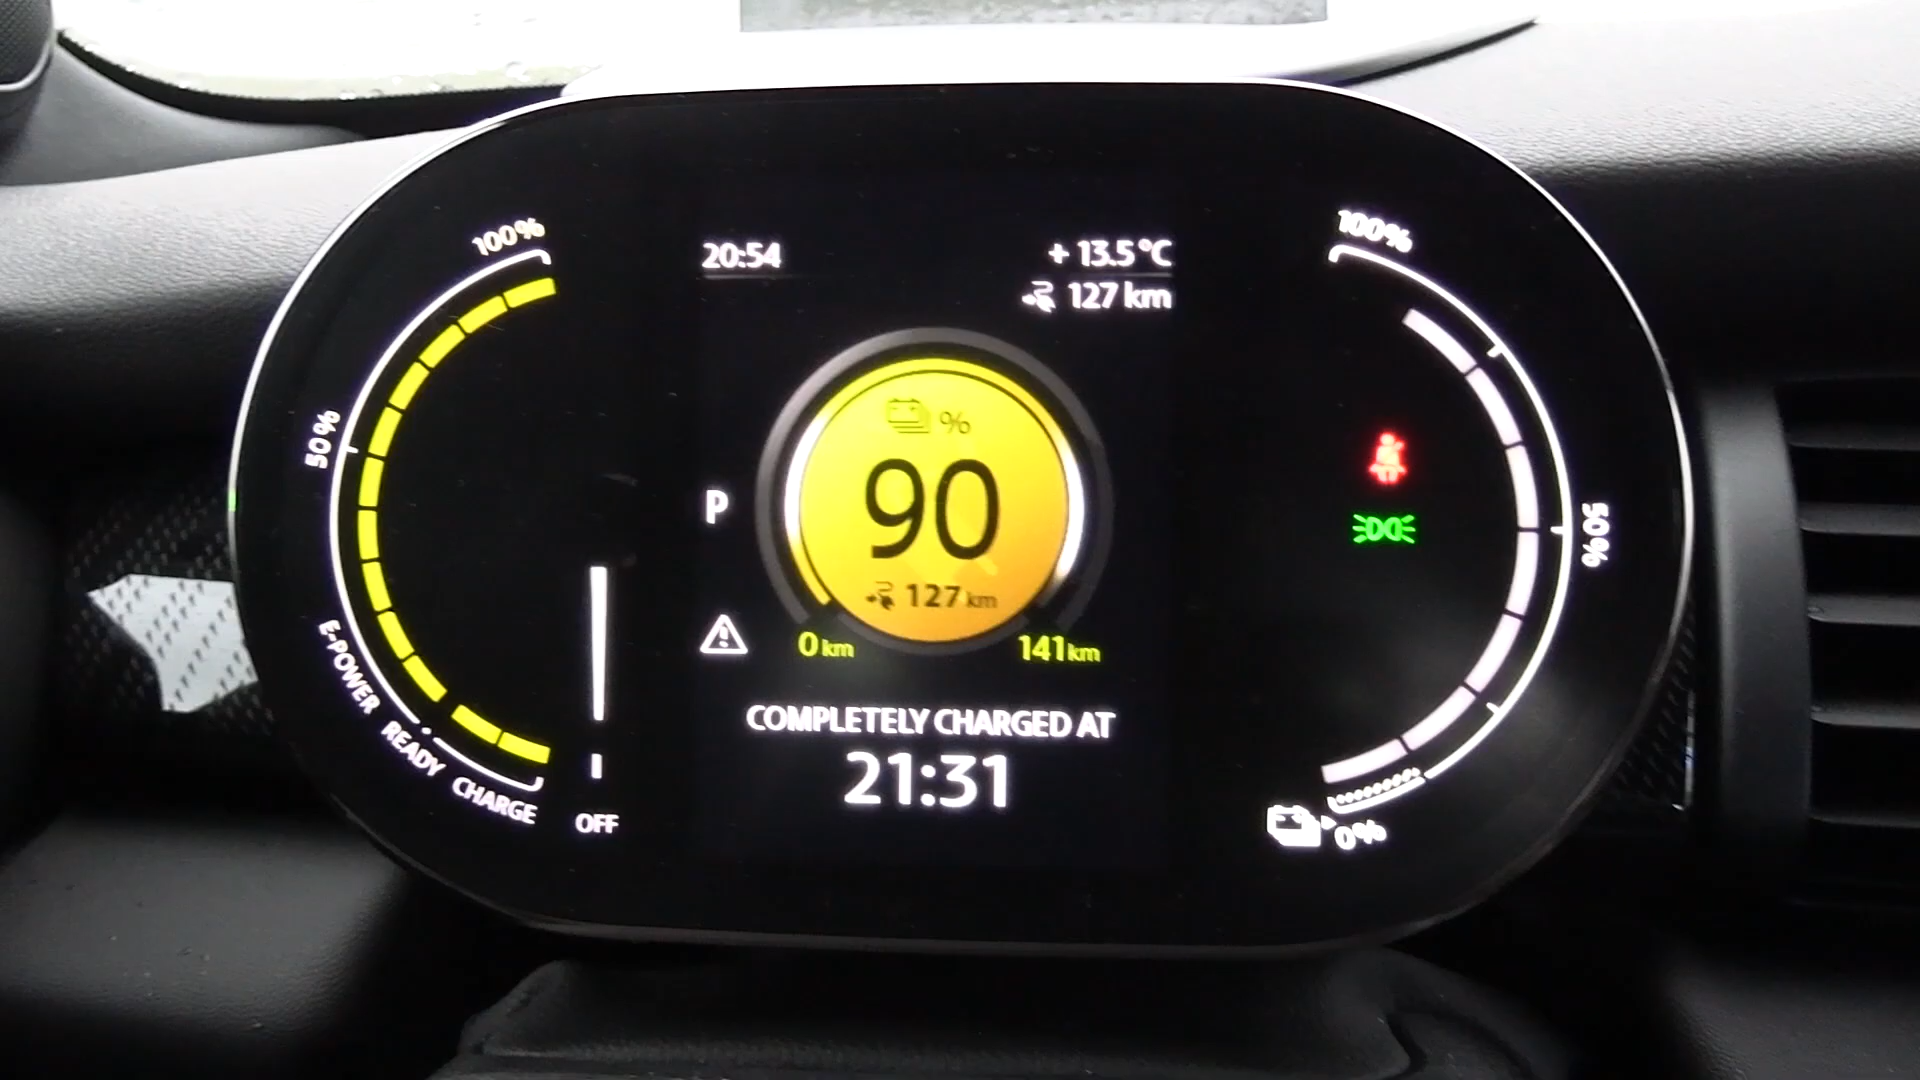 100%
50%
E-POWER
READY
CHARGE
OFF
20:54
+ 13.5°C
127 km
%
90
127 km
P
0 km
141 km
COMPLETELY CHARGED AT
21:31
100%
50%
0%